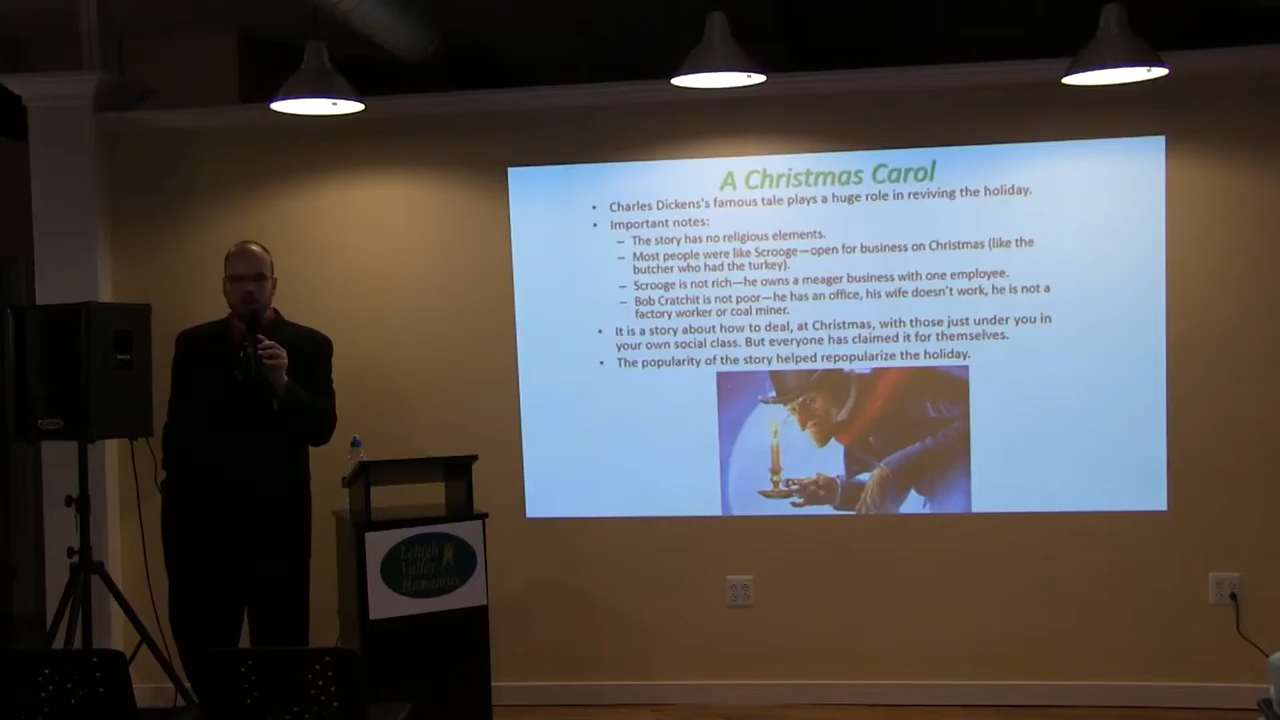 A Christmas Carol
• Charles Dickens's famous tale plays a huge role in reviving the holiday.
• Important notes:
– The story has no religious elements.
– Most people were like Scrooge—open for business on Christmas (like the
butcher who had the turkey).
– Scrooge is not rich—he owns a meager business with one employee.
– Bob Cratchit is not poor—he has an office, his wife doesn't work, he is not a
factory worker or coal miner.
• It is a story about how to deal, at Christmas, with those just under you in
your own social class. But everyone has claimed it for themselves.
• The popularity of the story helped repopularize the holiday.
Lehigh
Valley
Humanists